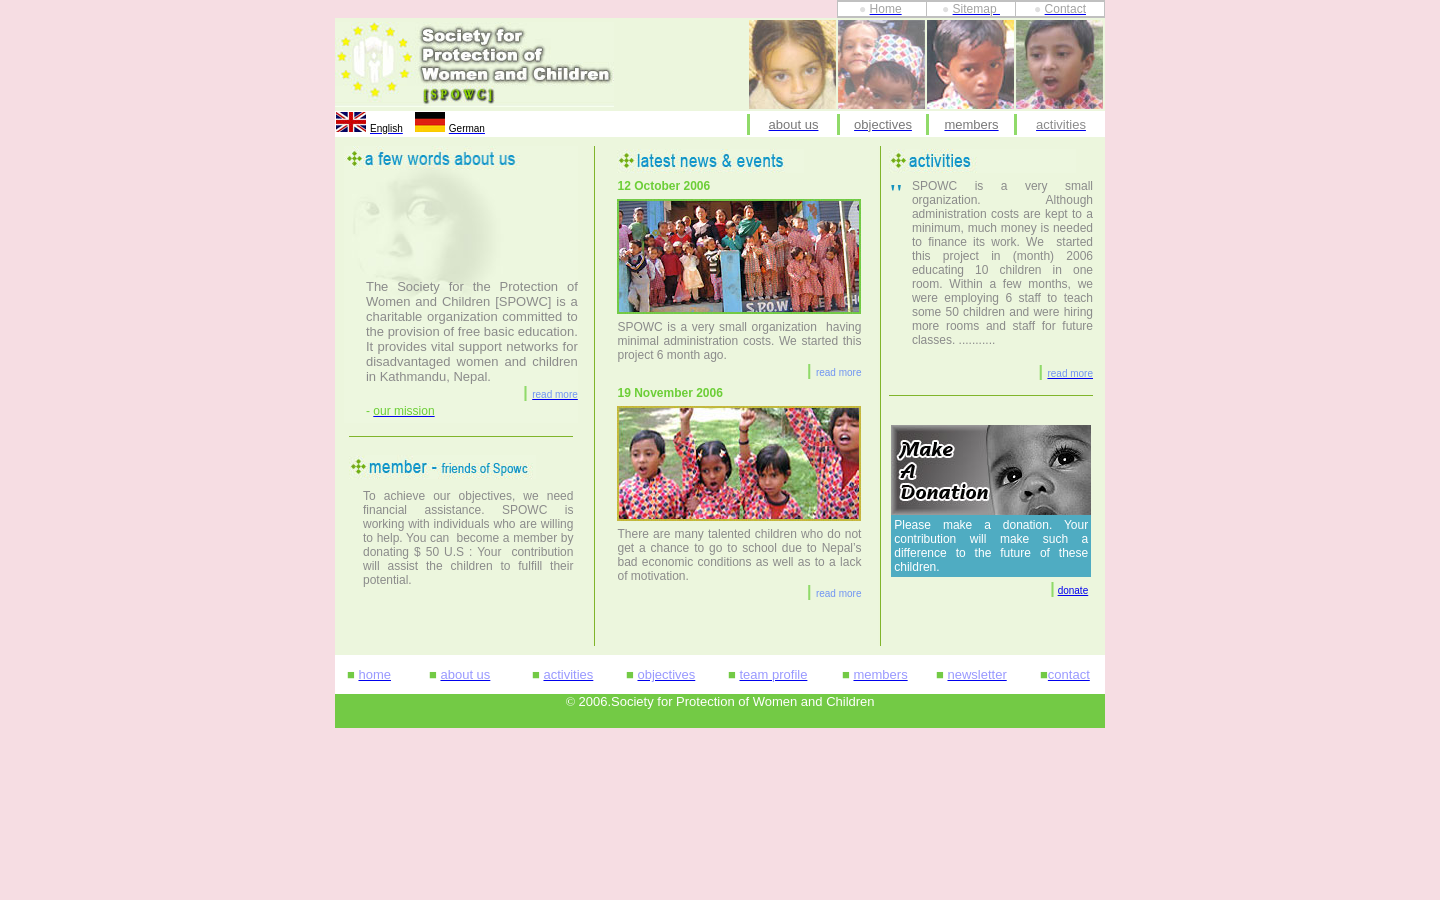 ● Home ● Sitemap ● Contact
Society for
Protection of
Women and Children
[SPOWC]
English German
about us objectives members activities
a few words about us
The Society for the Protection of
Women and Children [SPOWC] is a
charitable organization committed to
the provision of free basic education.
It provides vital support networks for
disadvantaged women and children
in Kathmandu, Nepal.
| read more
- our mission
member - friends of Spowc
To achieve our objectives, we need
financial assistance. SPOWC is
working with individuals who are willing
to help. You can become a member by
donating $ 50 U.S : Your contribution
will assist the children to fulfill their
potential.
latest news & events
12 October 2006
S.P.O.W.
SPOWC is a very small organization having
minimal administration costs. We started this
project 6 month ago.
| read more
19 November 2006
There are many talented children who do not
get a chance to go to school due to Nepal's
bad economic conditions as well as to a lack
of motivation.
| read more
activities
" SPOWC is a very small
organization. Although
administration costs are kept to a
minimum, much money is needed
to finance its work. We started
this project in (month) 2006
educating 10 children in one
room. Within a few months, we
were employing 6 staff to teach
some 50 children and were hiring
more rooms and staff for future
classes. ...........
| read more
Make
A
Donation
Please make a donation. Your
contribution will make such a
difference to the future of these
children.
| donate
■ home ■ about us ■ activities ■ objectives ■ team profile ■ members ■ newsletter ■contact
© 2006.Society for Protection of Women and Children